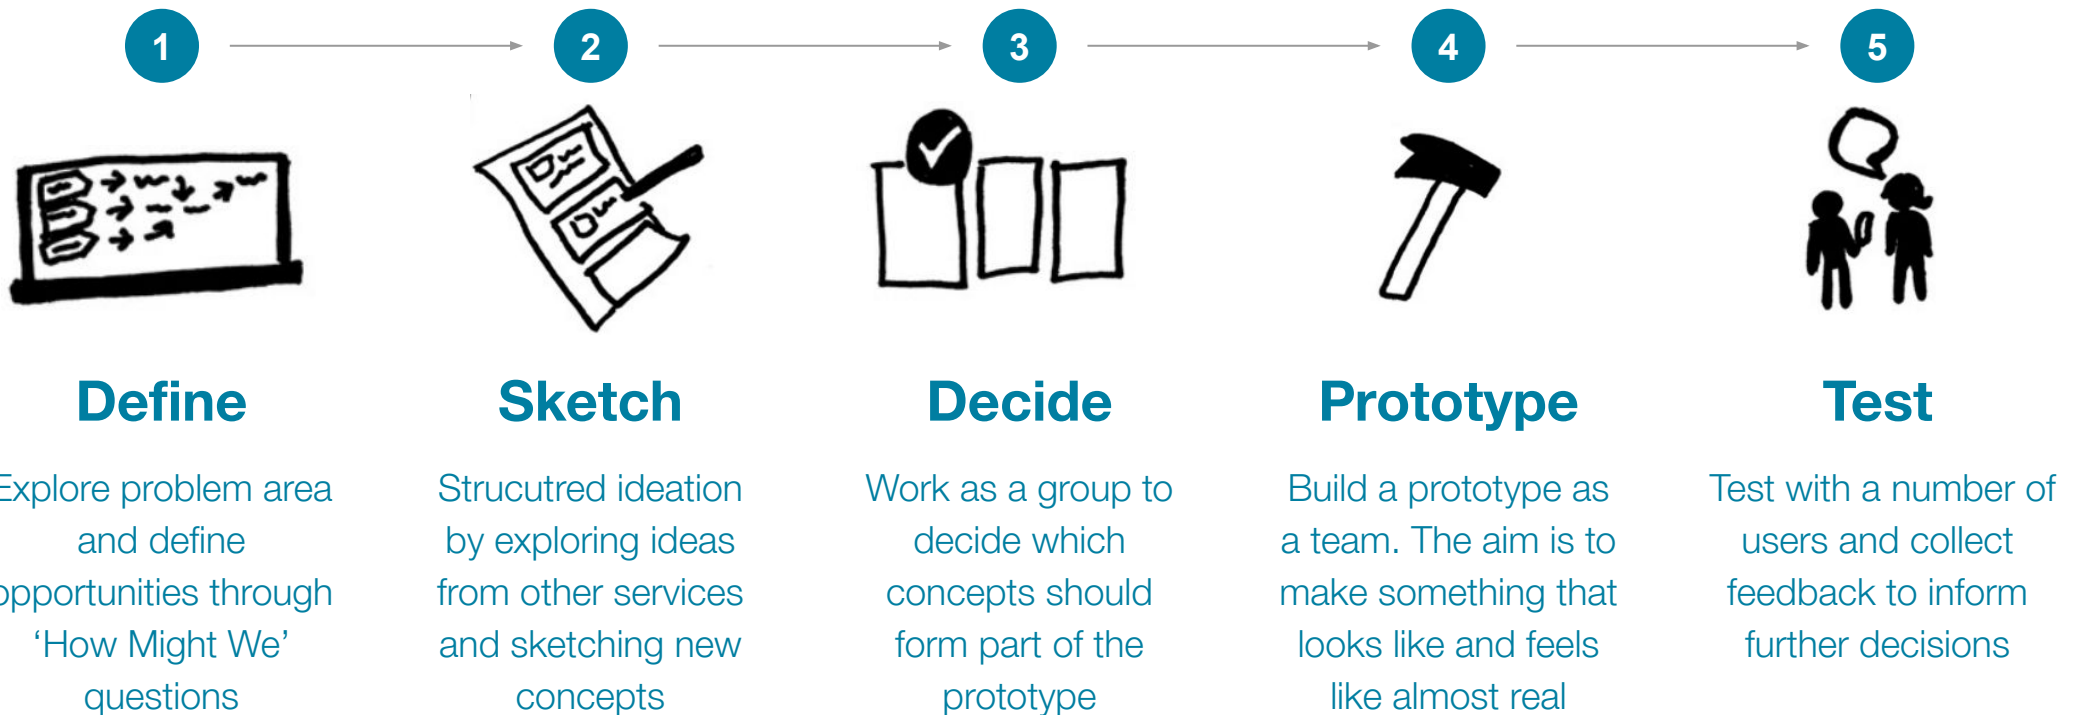 1
2
3
4
5
Define
Explore problem area
and define
opportunities through
‘How Might We’
questions
Sketch
Strucutred ideation
by exploring ideas
from other services
and sketching new
concepts
Decide
Work as a group to
decide which
concepts should
form part of the
prototype
Prototype
Build a prototype as
a team. The aim is to
make something that
looks like and feels
like almost real
Test
Test with a number of
users and collect
feedback to inform
further decisions